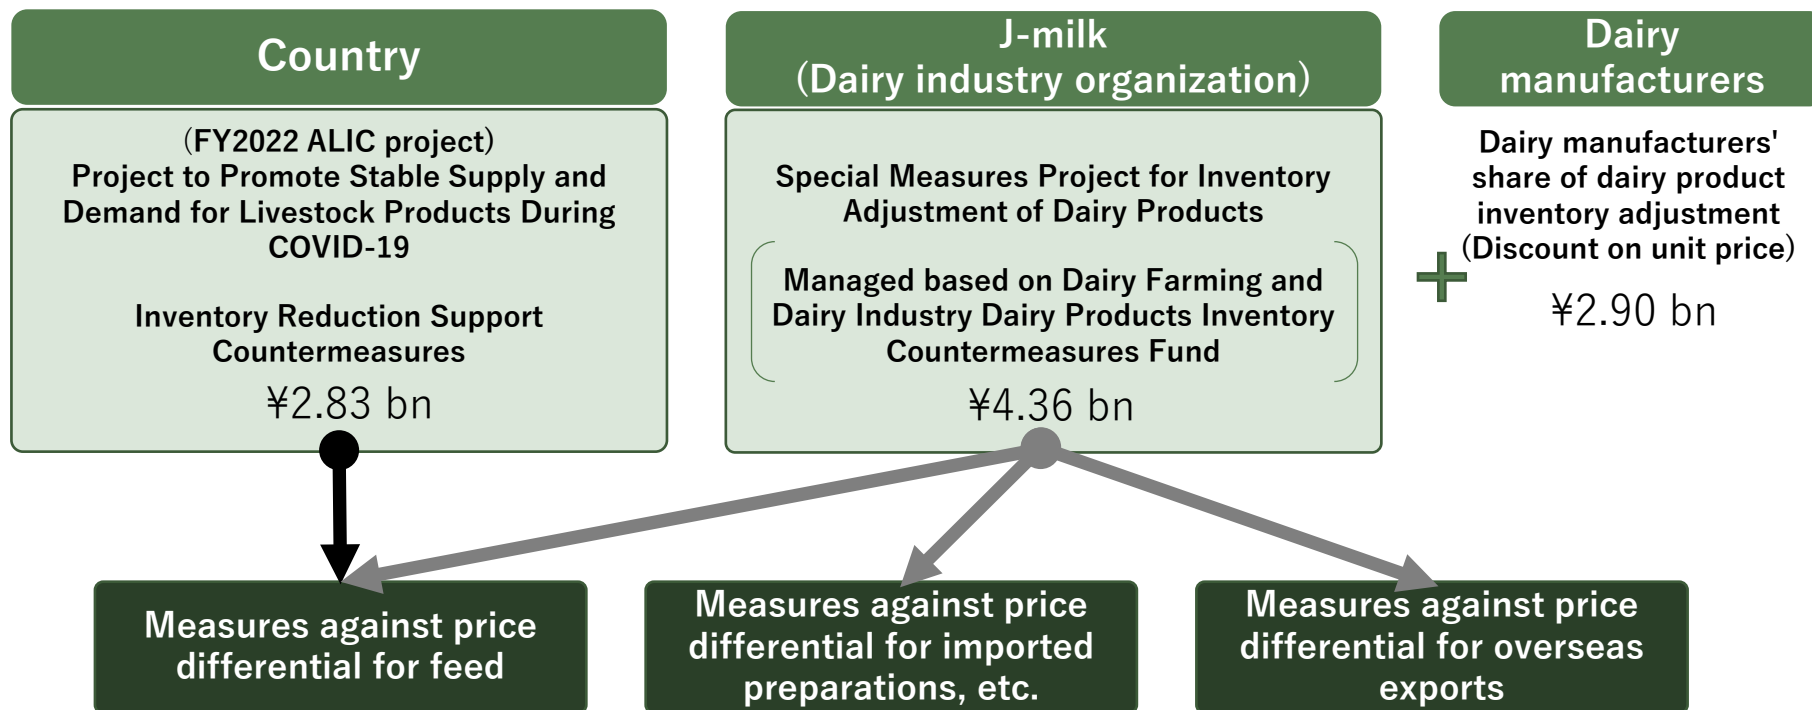 Country
(FY2022 ALIC project)
Project to Promote Stable Supply and
Demand for Livestock Products During
COVID-19
Inventory Reduction Support
Countermeasures
¥2.83 bn
J-milk
(Dairy industry organization)
Special Measures Project for Inventory
Adjustment of Dairy Products
Managed based on Dairy Farming and
Dairy Industry Dairy Products Inventory
Countermeasures Fund
¥4.36 bn
Dairy
manufacturers
Dairy manufacturers'
share of dairy product
inventory adjustment
(Discount on unit price)
¥2.90 bn
Measures against price
differential for feed
Measures against price
differential for imported
preparations, etc.
Measures against price
differential for overseas
exports